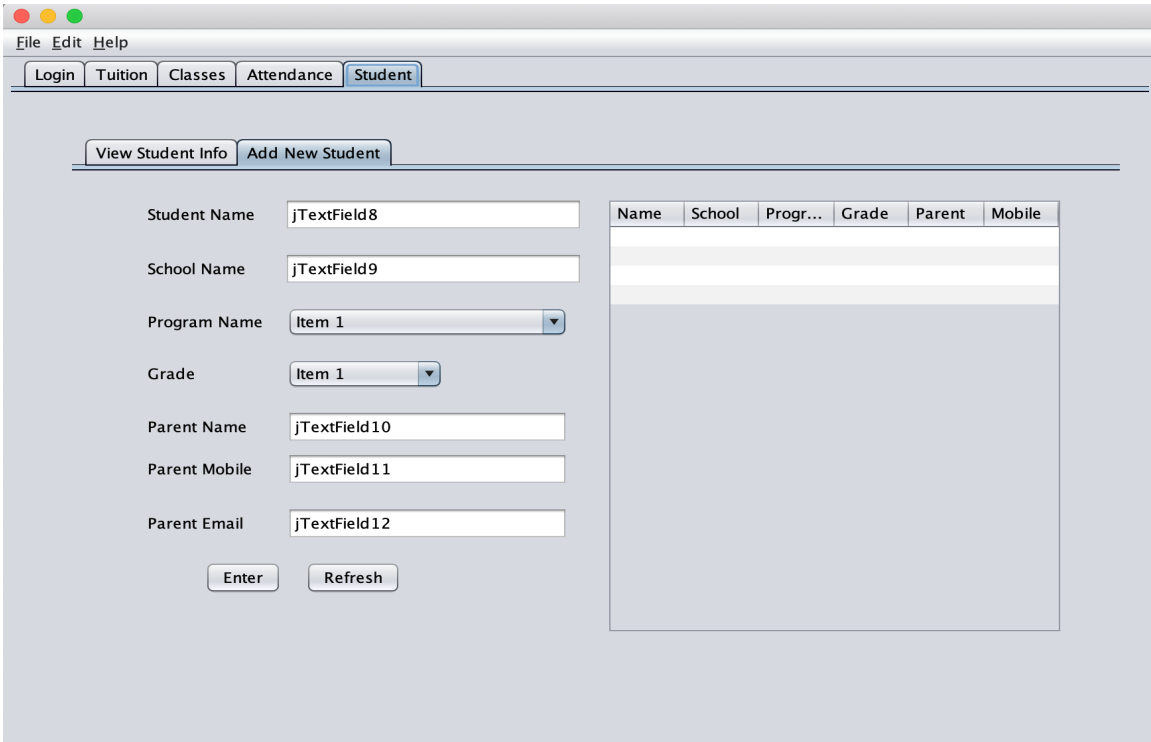 File Edit Help
Login Tuition Classes Attendance Student
View Student Info Add New Student
Student Name jTextField8
Name School Progr... Grade Parent Mobile
School Name jTextField9
Program Name Item 1
Grade Item 1
Parent Name jTextField10
Parent Mobile jTextField11
Parent Email jTextField12
Enter Refresh